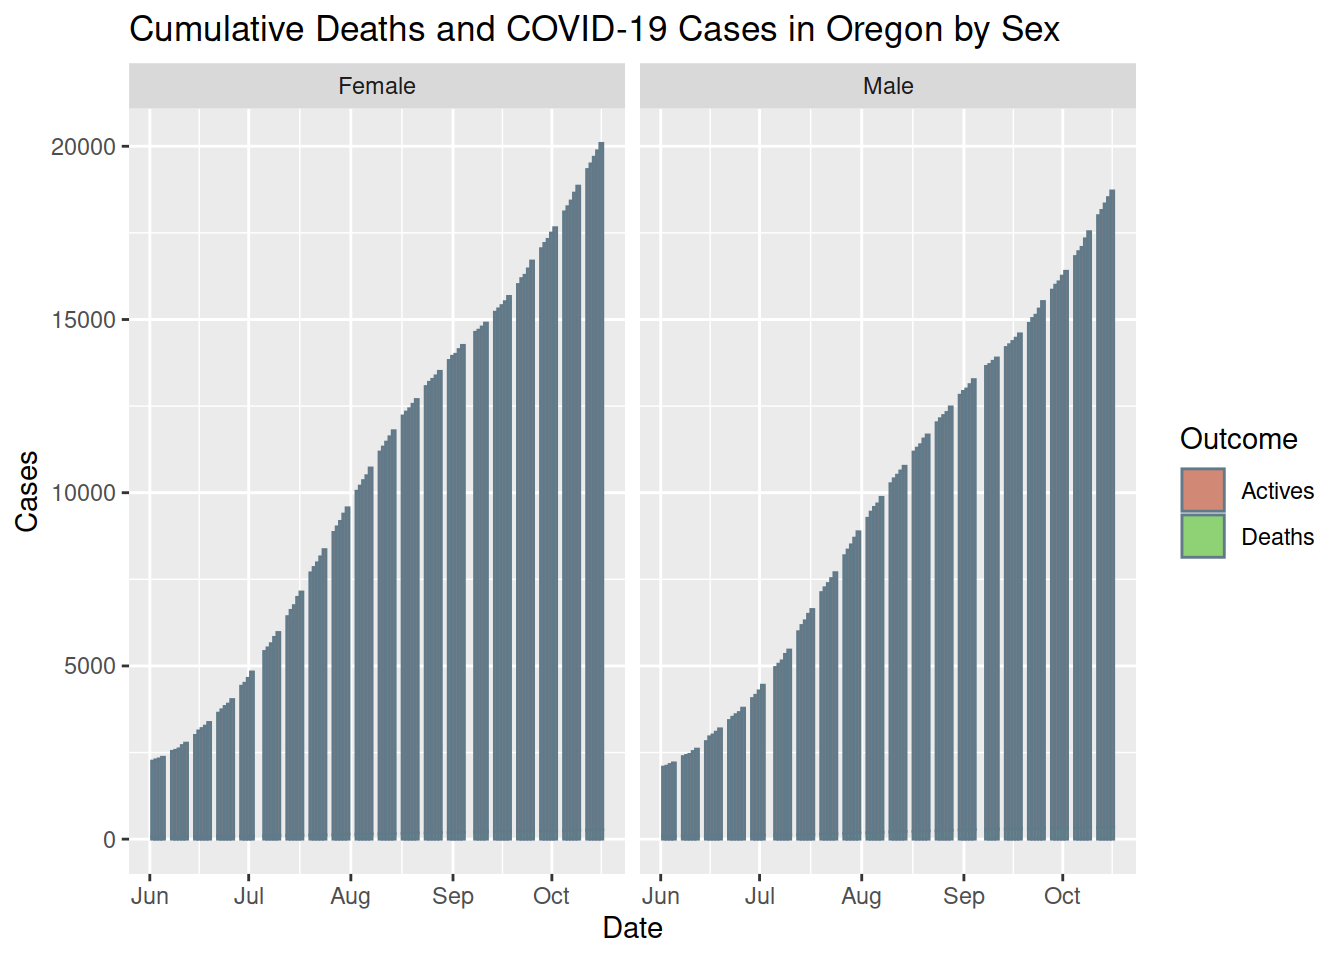 Cumulative Deaths and COVID-19 Cases in Oregon by Sex
Female
Male
20000
15000
10000
5000
0
Cases
Jun
Jul
Aug
Sep
Oct
Jun
Jul
Aug
Sep
Oct
Date
Outcome
Actives
Deaths